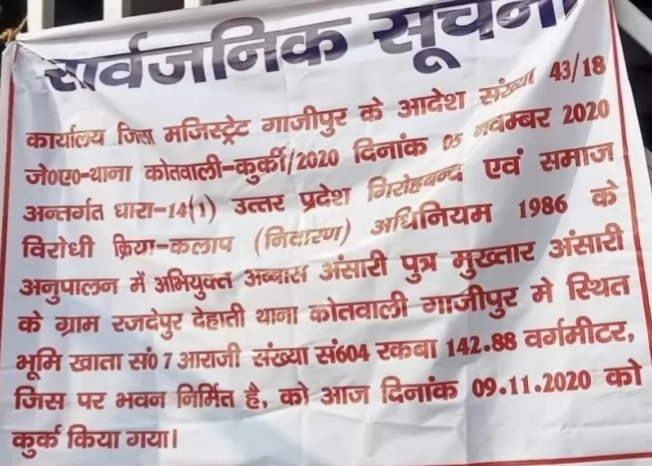 सार्वजनिक सूचना
कार्यालय जिला मजिस्ट्रेट गाजीपुर के आदेश संख्या 43/18
जे0ए0-थाना कोतवाली-कुर्की/2020 दिनांक 05 नवम्बर 2020
अन्तर्गत धारा-14(1) उत्तर प्रदेश गिरोहबन्द एवं समाज
विरोधी क्रिया-कलाप (निवारण) अधिनियम 1986 के
अनुपालन में अभियुक्त अब्बास अंसारी पुत्र मुख्तार अंसारी
के ग्राम रजदेपुर देहाती थाना कोतवाली गाजीपुर मे स्थित
भूमि खाता सं0 7 आराजी संख्या सं604 रकबा 142.88 वर्गमीटर,
जिस पर भवन निर्मित है, को आज दिनांक 09.11.2020 को
कुर्क किया गया।